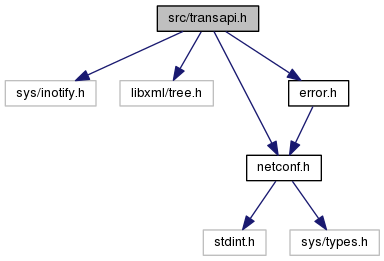 src/transapi.h
sys/inotify.h
libxml/tree.h
error.h
netconf.h
stdint.h
sys/types.h